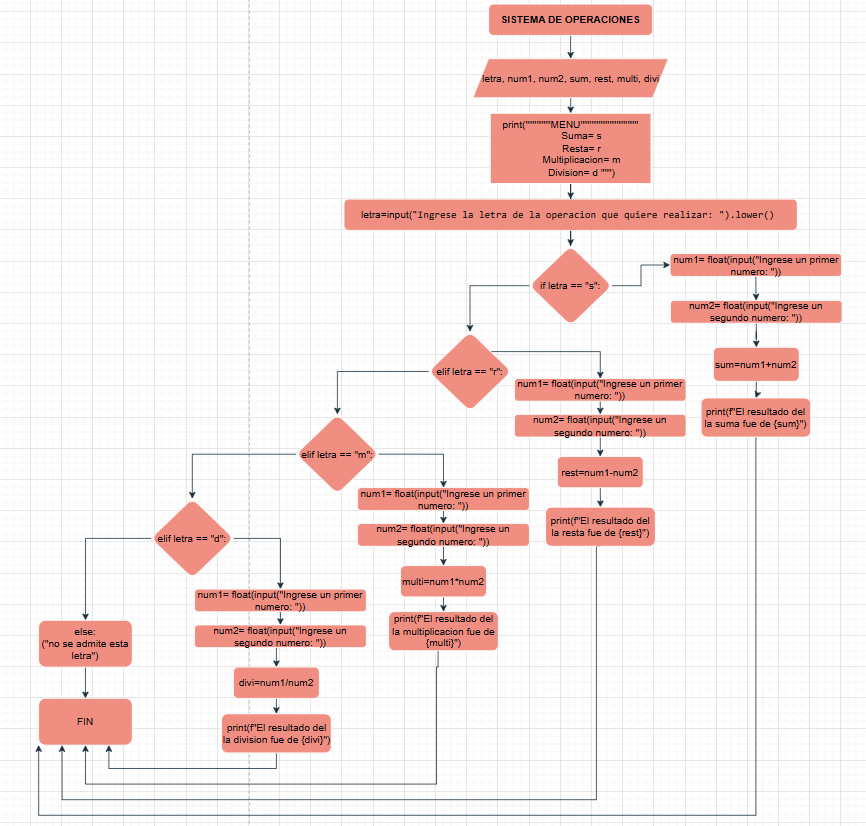 SISTEMA DE OPERACIONES
letra, num1, num2, sum, rest, multi, divi
print("""""""MENU"""""""""""""""""
Suma= s
Resta= r
Multiplicacion= m
Division= d """)
letra=input("Ingrese la letra de la operacion que quiere realizar: ").lower()
if letra == "s":
num1= float(input("Ingrese un primer
numero: "))
num2= float(input("Ingrese un
segundo numero: "))
sum=num1+num2
print(f"El resultado del
la suma fue de {sum}")
elif letra == "r":
num1= float(input("Ingrese un primer
numero: "))
num2= float(input("Ingrese un
segundo numero: "))
rest=num1-num2
print(f"El resultado del
la resta fue de {rest}")
elif letra == "m":
num1= float(input("Ingrese un primer
numero: "))
num2= float(input("Ingrese un
segundo numero: "))
multi=num1*num2
print(f"El resultado del
la multiplicacion fue de
{multi}")
elif letra == "d":
num1= float(input("Ingrese un primer
numero: "))
num2= float(input("Ingrese un
segundo numero: "))
divi=num1/num2
print(f"El resultado del
la division fue de {divi}")
else:
("no se admite esta
letra")
FIN